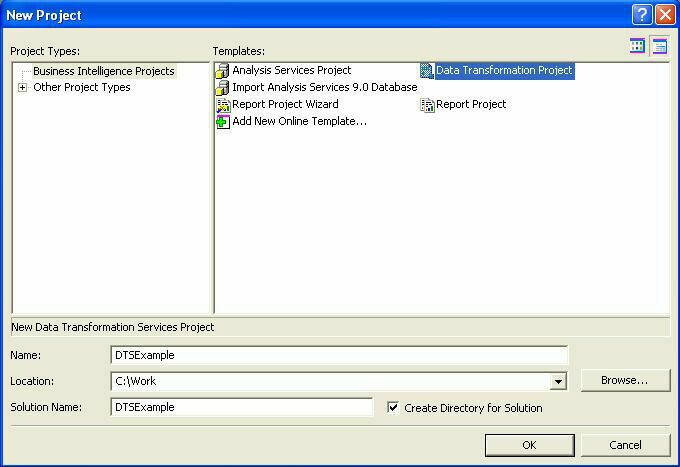 New Project
Project Types:
Templates:
Business Intelligence Projects
Other Project Types
Analysis Services Project
Data Transformation Project
Import Analysis Services 9.0 Database
Report Project Wizard
Report Project
Add New Online Template...
New Data Transformation Services Project
Name:
DTSExample
Location:
C:\Work
Browse...
Solution Name:
DTSExample
Create Directory for Solution
OK
Cancel